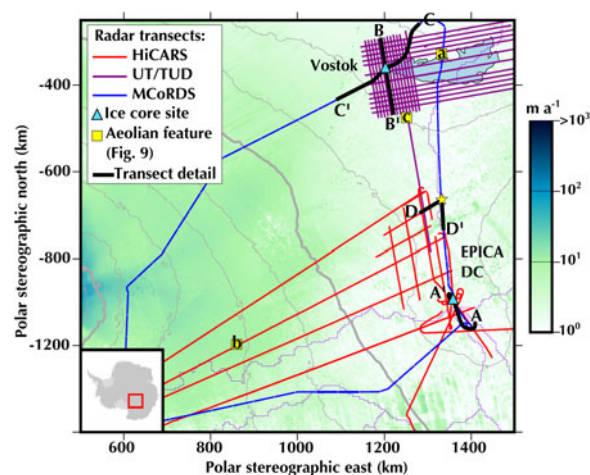 Radar transects:
HiCARS
UT/TUD
MCoRDS
Ice core site
Aeolian feature
(Fig. 9)
Transect detail
B
C
Vostok
a
C'
B'
c
D
D'
EPICA
DC
A
A
b
-400
-600
-800
-1000
-1200
Polar stereographic north (km)
600
800
1000
1200
1400
Polar stereographic east (km)
m a⁻¹
>10³
10²
10¹
10⁰